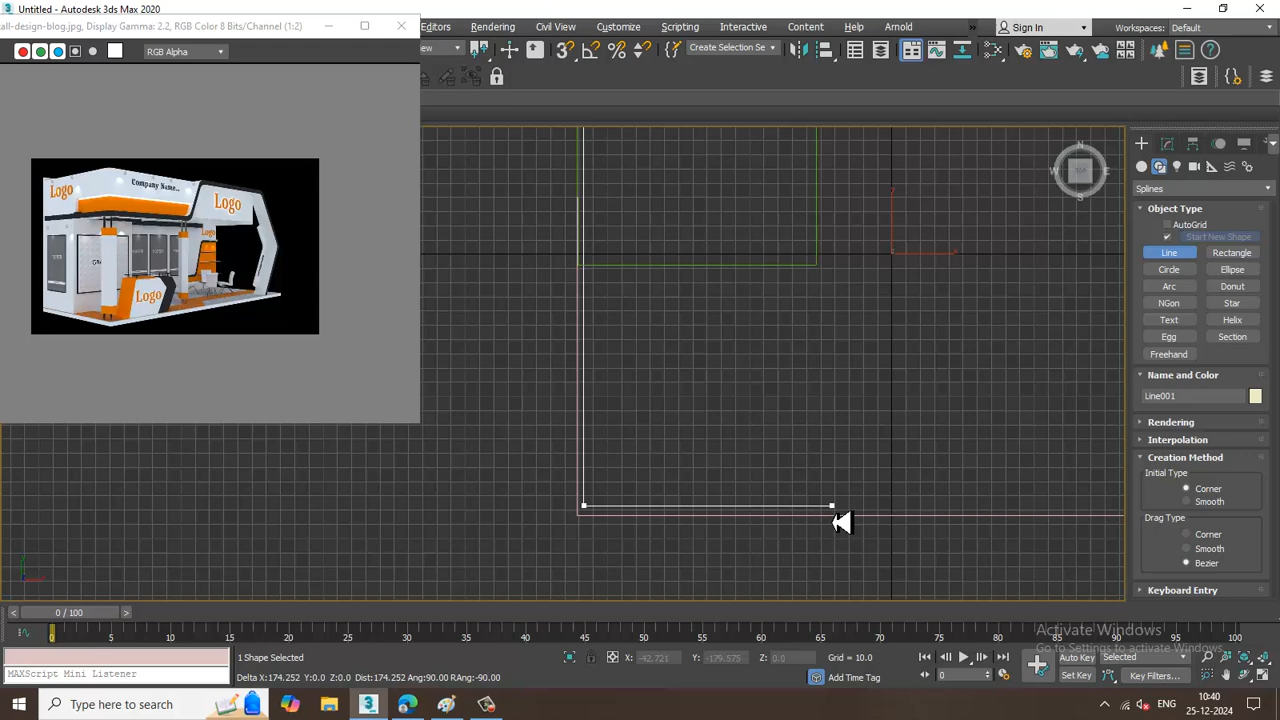 Untitled - Autodesk 3ds Max 2020
all-design-blog.jpg, Display Gamma: 2.2, RGB Color 8 Bits/Channel (1:2)
Editors Rendering Civil View Customize Scripting Interactive Content Help Arnold
Sign In
Workspaces: Default
RGB Alpha
Create Selection Se
Logo
Company Name..
Logo
Logo
Logo
Splines
Object Type
AutoGrid
Start New Shape
Line Rectangle
Circle Ellipse
Arc Donut
NGon Star
Text Helix
Egg Section
Freehand
Name and Color
Line001
Rendering
Interpolation
Creation Method
Initial Type
Corner
Smooth
Drag Type
Corner
Smooth
Bezier
Keyboard Entry
0 / 100
0 5 10 15 20 25 30 35 40 45 50 55 60 65 70 75 80 85 90 95 100
Activate Windows
Go to Settings to activate Windows.
1 Shape Selected
X: -42.721 Y: -179.575 Z: 0.0 Grid = 10.0
Auto Key Selected
MAXScript Mini Listener
Delta X:174.252 Y:0.0 Z:0.0 Dist:174.252 Ang:90.00 RAng:-90.00
Add Time Tag
0
Set Key Key Filters...
Type here to search
ENG
10:40
25-12-2024